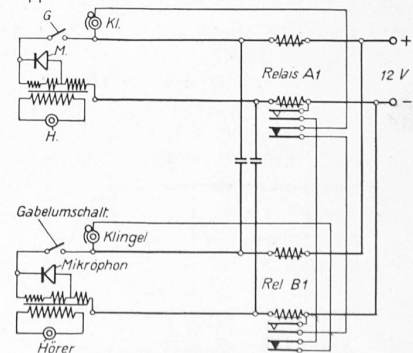 G.
Kl.
+
M.
Relais A1
12 V
−
H.
Gabelumschalt.
Klingel
Mikrophon
Rel B1
Hörer